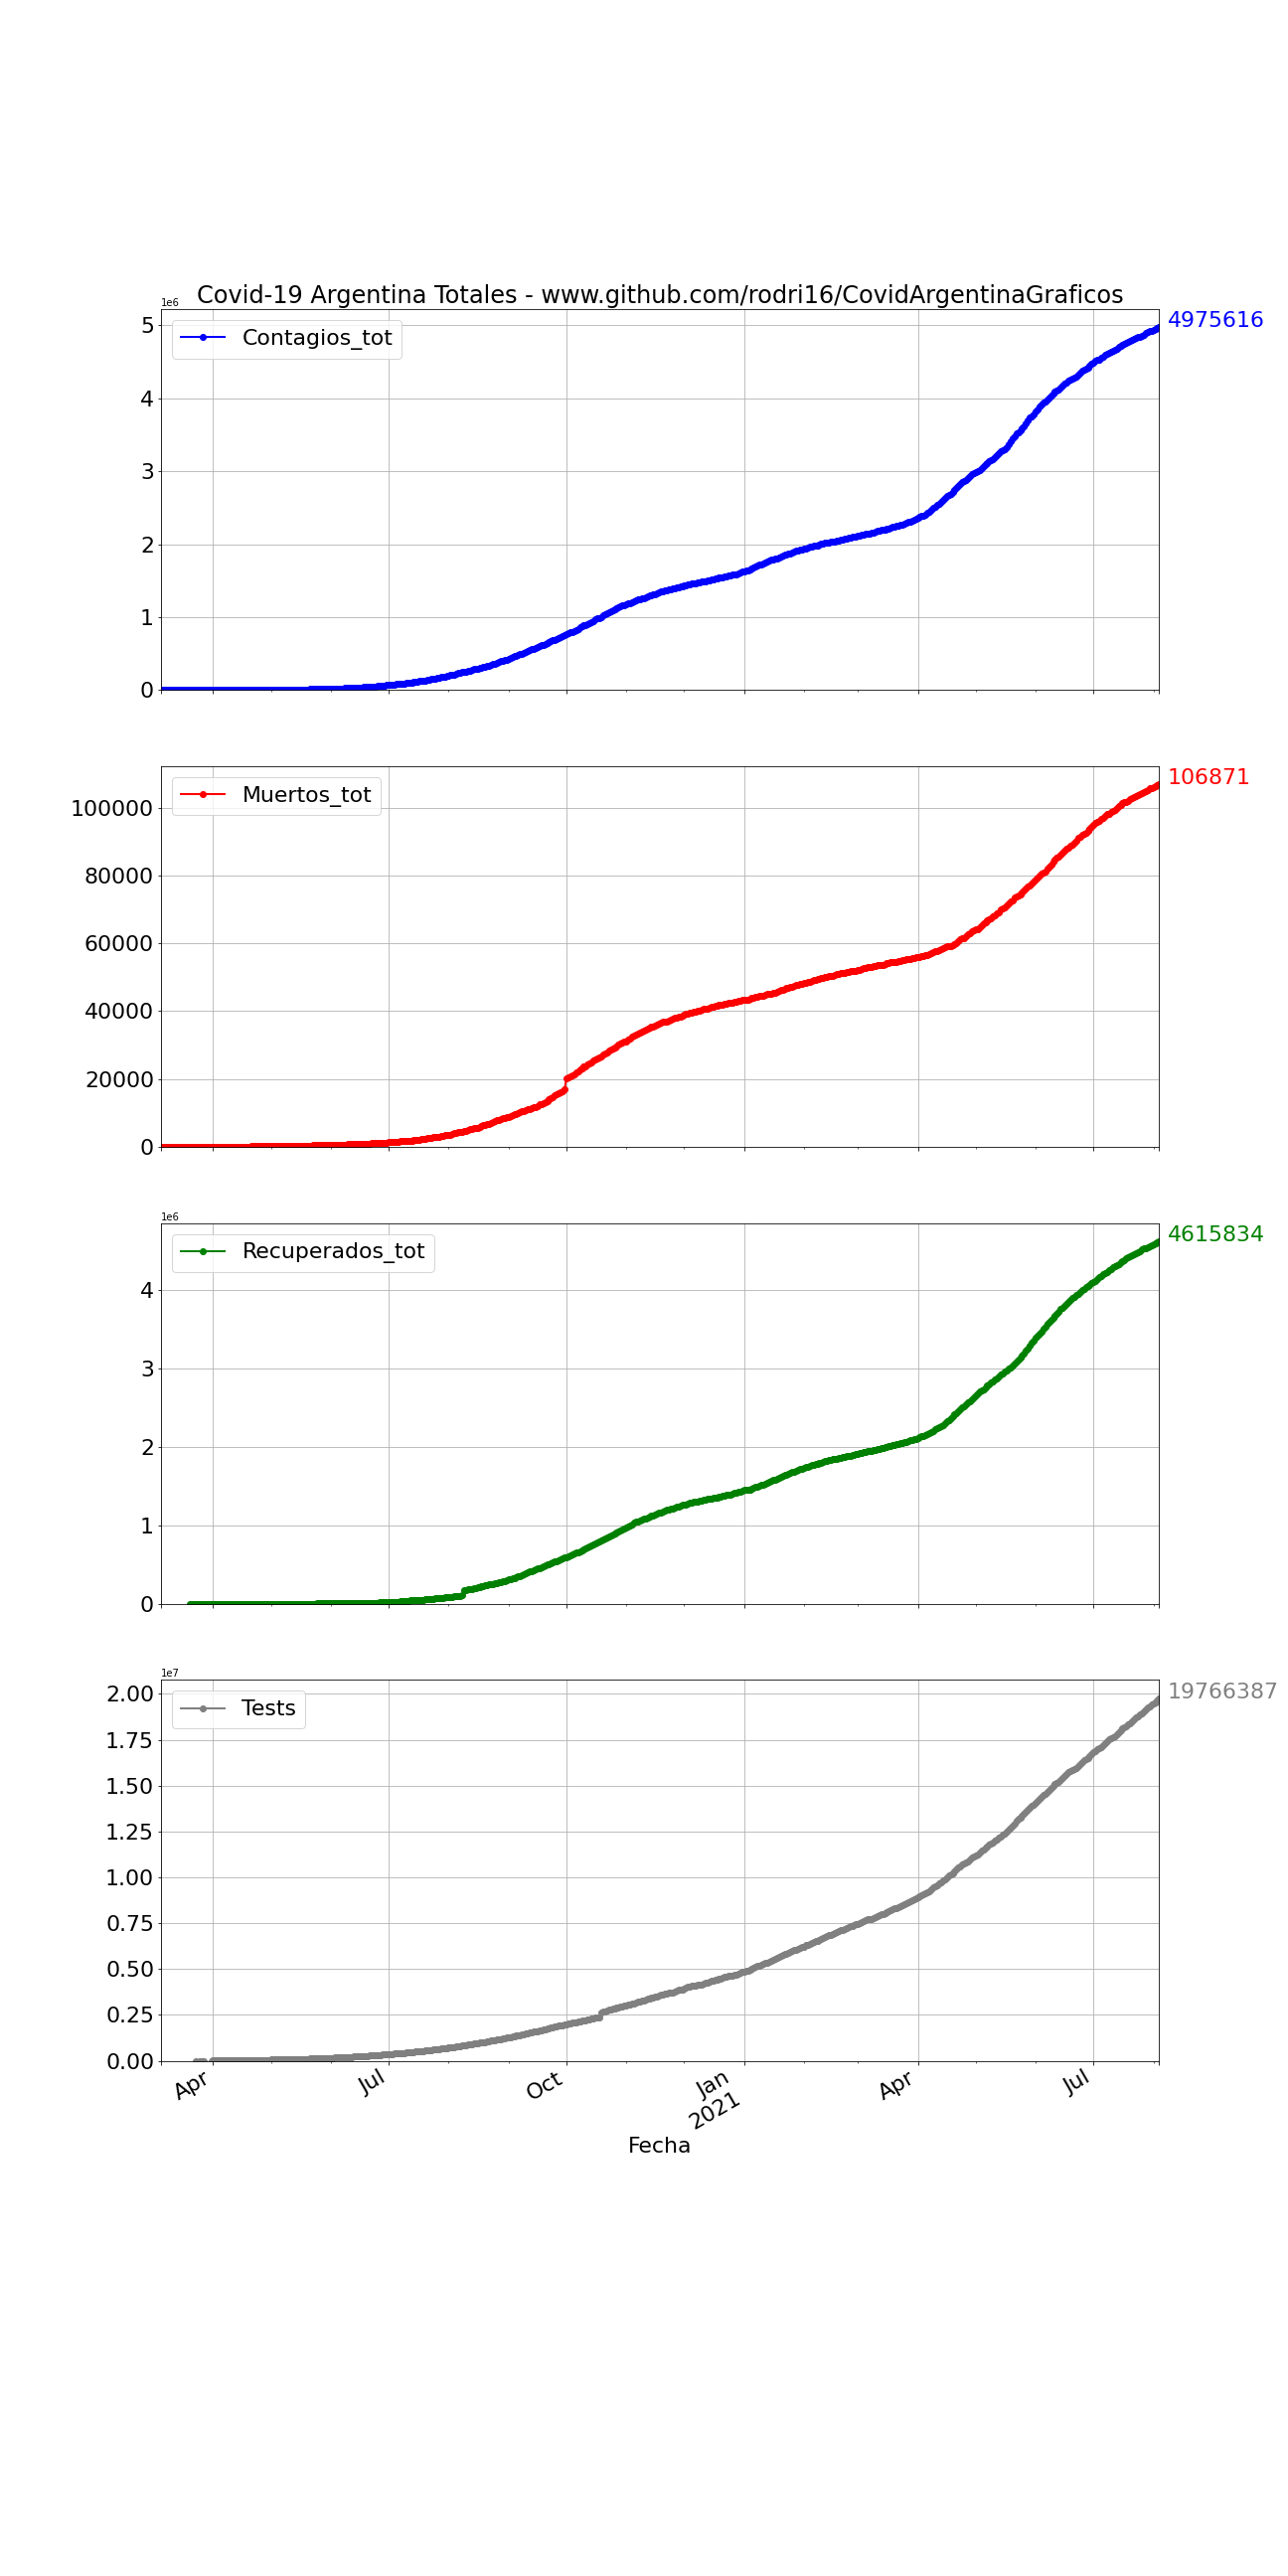 Covid-19 Argentina Totales - www.github.com/rodri16/CovidArgentinaGraficos
1e6
Contagios_tot
4975616
5
4
3
2
1
0
Muertos_tot
106871
100000
80000
60000
40000
20000
0
1e6
Recuperados_tot
4615834
4
3
2
1
0
1e7
Tests
19766387
2.00
1.75
1.50
1.25
1.00
0.75
0.50
0.25
0.00
Apr
Jul
Oct
Jan
2021
Apr
Jul
Fecha